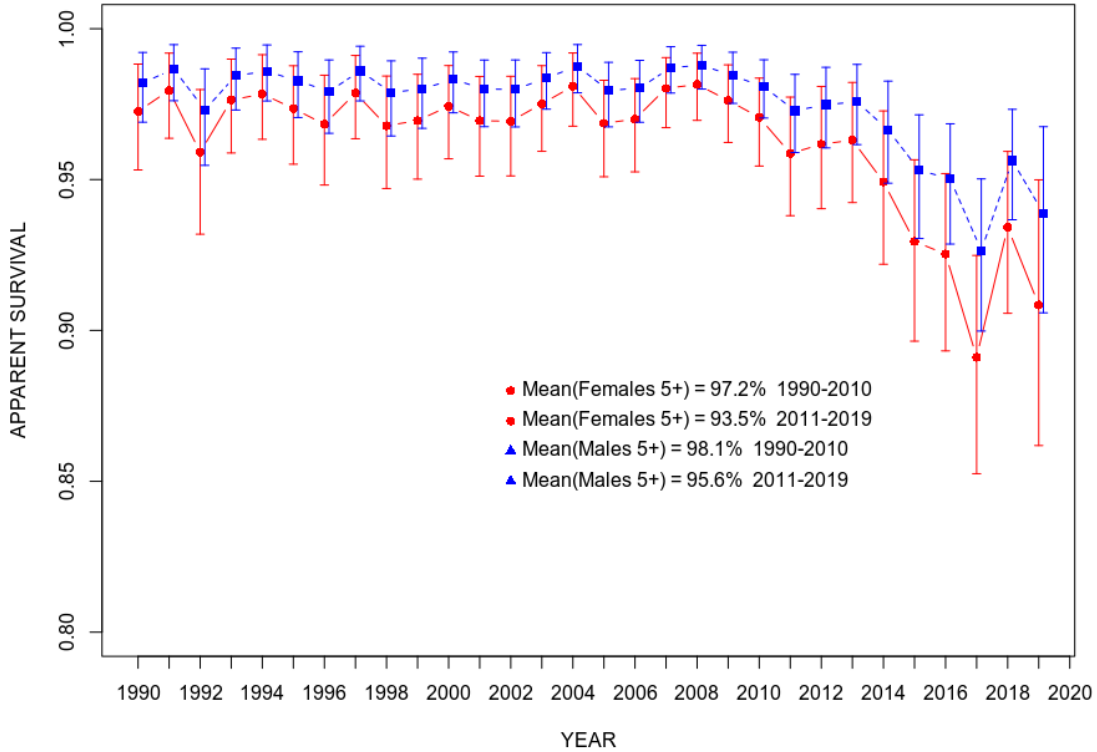 1.00
0.95
0.90
0.85
0.80
APPARENT SURVIVAL
Mean(Females 5+) = 97.2%  1990-2010
Mean(Females 5+) = 93.5%  2011-2019
Mean(Males 5+) = 98.1%  1990-2010
Mean(Males 5+) = 95.6%  2011-2019
1990 1992 1994 1996 1998 2000 2002 2004 2006 2008 2010 2012 2014 2016 2018 2020
YEAR